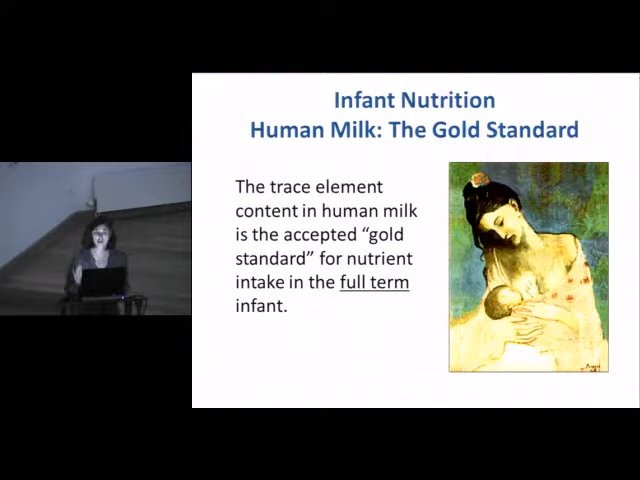 Infant Nutrition
Human Milk: The Gold Standard
The trace element
content in human milk
is the accepted “gold
standard” for nutrient
intake in the full term
infant.